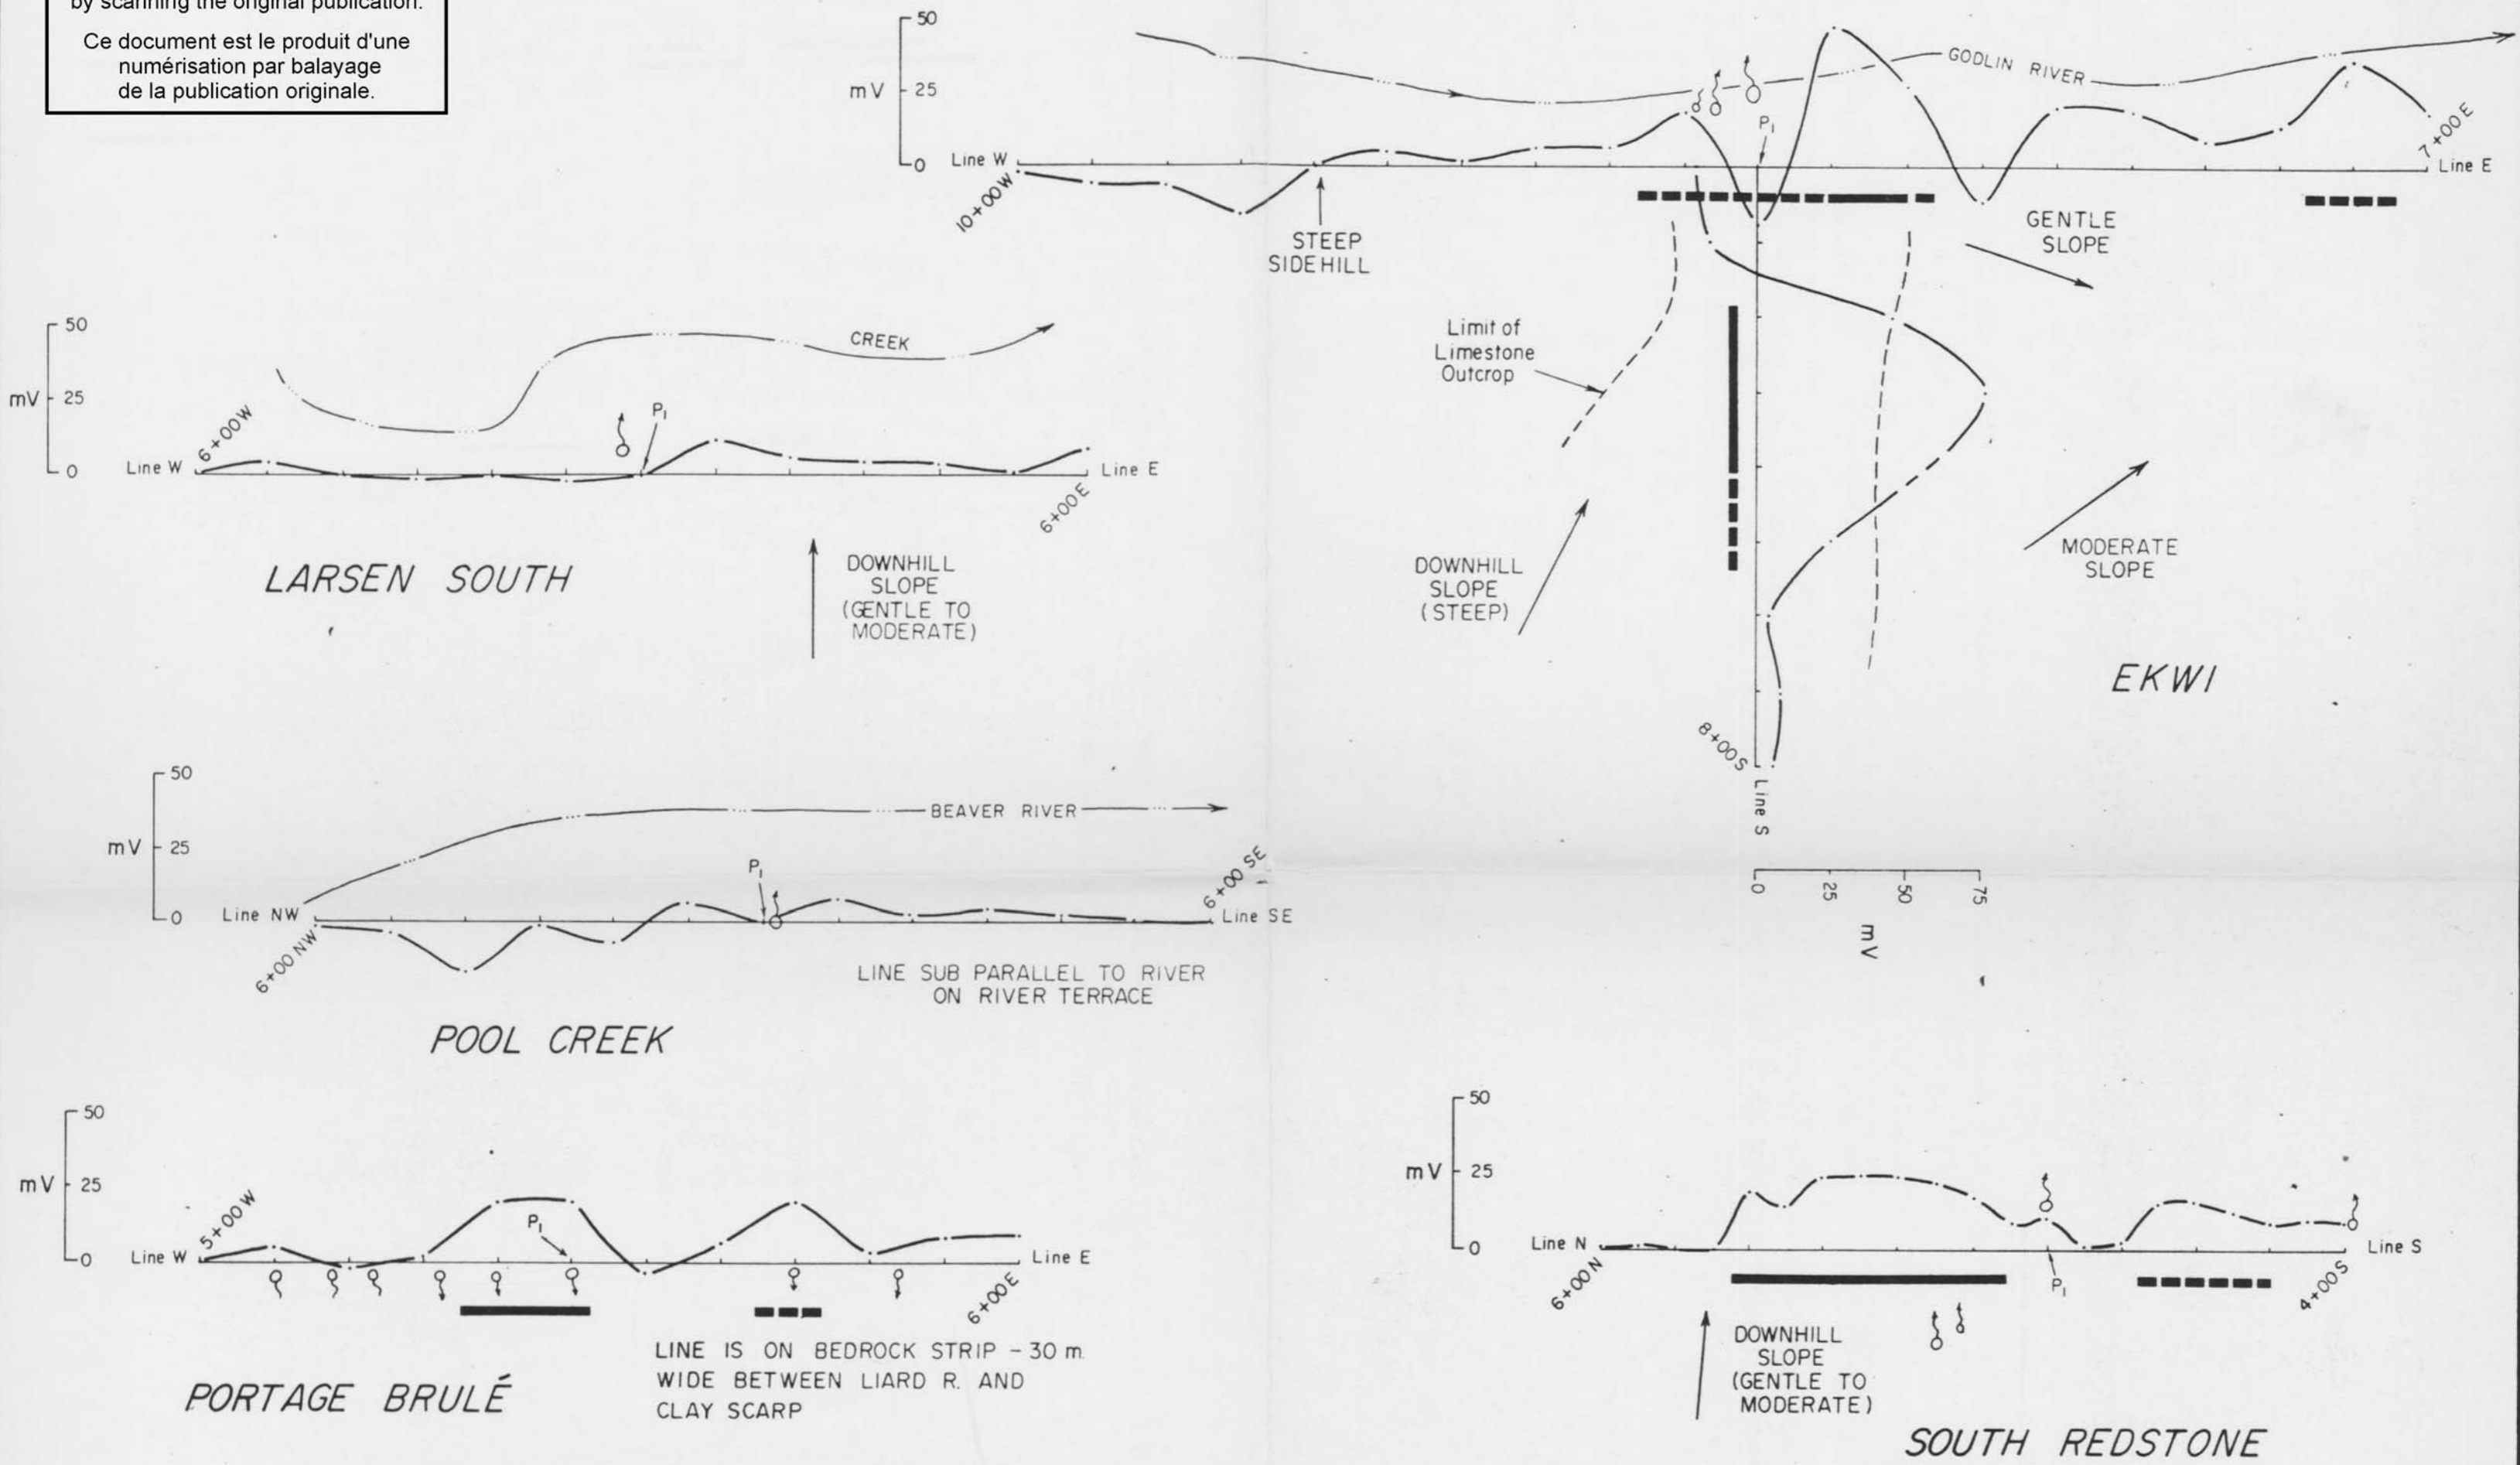 by scanning the original publication.
Ce document est le produit d'une
numérisation par balayage
de la publication originale.
50
mV 25
0
Line W
10+00W
GODLIN RIVER
P1
7+00E
Line E
STEEP
SIDEHILL
GENTLE
SLOPE
Limit of
Limestone
Outcrop
DOWNHILL
SLOPE
(STEEP)
MODERATE
SLOPE
EKWI
8+00S
Line S
0 25 50 75
mV
50
mV 25
0
Line W
6+00W
CREEK
P1
Line E
6+00E
LARSEN SOUTH
DOWNHILL
SLOPE
(GENTLE TO
MODERATE)
50
mV 25
0
Line NW
6+00NW
BEAVER RIVER
P1
6+00 SE
Line SE
LINE SUB PARALLEL TO RIVER
ON RIVER TERRACE
POOL CREEK
50
mV 25
0
Line W
5+00W
P1
Line E
6+00E
LINE IS ON BEDROCK STRIP - 30 m.
WIDE BETWEEN LIARD R. AND
CLAY SCARP
PORTAGE BRULÉ
50
mV 25
0
Line N
6+00N
P1
Line S
4+00S
DOWNHILL
SLOPE
(GENTLE TO
MODERATE)
SOUTH REDSTONE